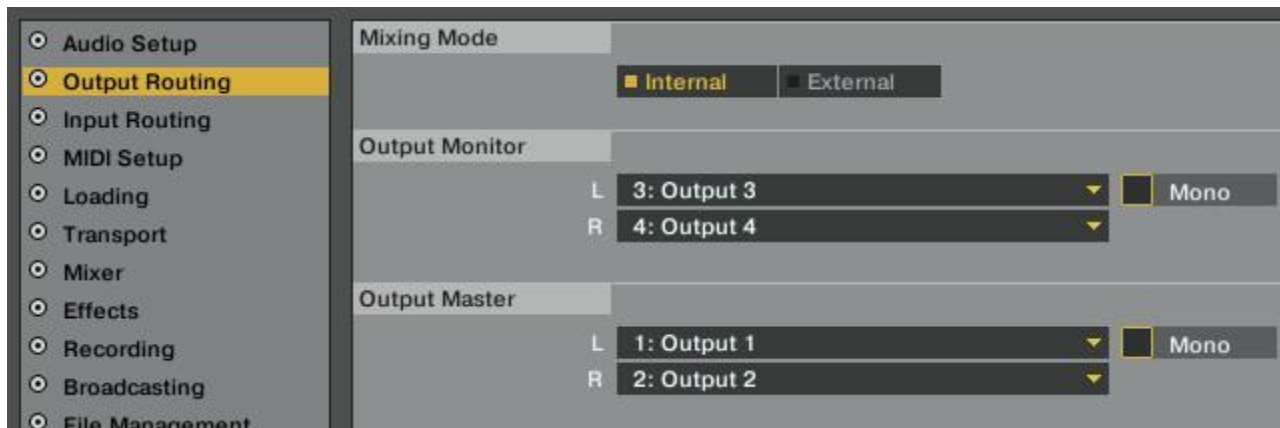 Audio Setup
Output Routing
Input Routing
MIDI Setup
Loading
Transport
Mixer
Effects
Recording
Broadcasting
File Management
Mixing Mode
Internal
External
Output Monitor
L 3: Output 3 Mono
R 4: Output 4
Output Master
L 1: Output 1 Mono
R 2: Output 2